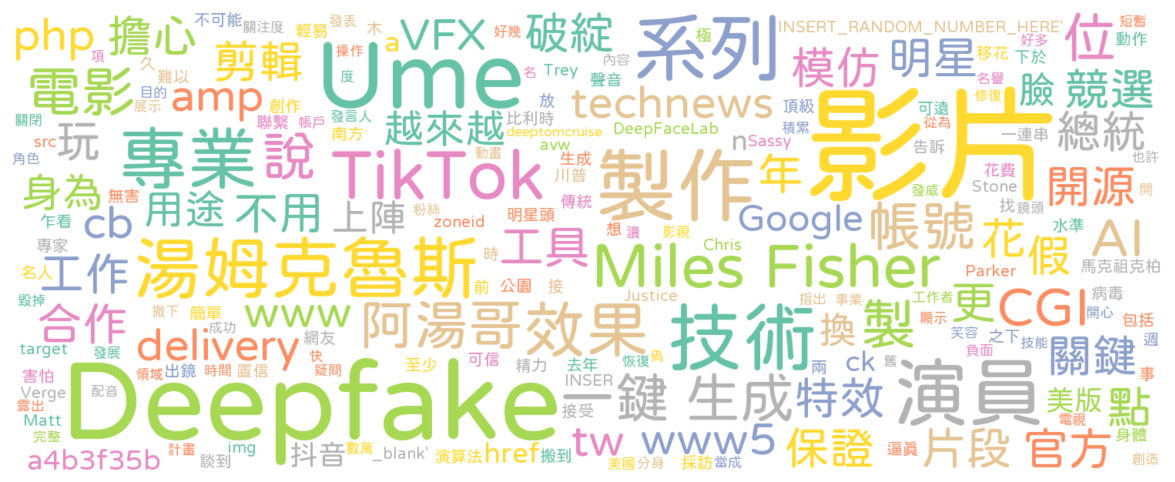 php 擔心 不可能 關注度 輕易 發表 木 a VFX 好幾 破綻 系列 極 INSERT_RANDOM_NUMBER_HERE' 模仿 明星 移花 好多 下於 位 短暫 動作
項 久 難以 剪輯 操作 度 名 Trey 聲音 內容
電影 目的 展示 amp 創作 Ume technews 頂級 可遠 臉 競選 名譽 修復
關閉 src 玩 聯繫 帳戶 發言人 南方 越來越 比利時 放 deeptomcruise avw DeepFaceLab n Sassy 積累 從為 一連串 總統
角色 專業 說 TikTok 動畫 生成 川普 製作 年 影片 告訴 也許
身為 無害 乍看 用途 不用 上陣 粉絲 zoneid 明星頭 傳統 想 讚 影視 Google 帳號 發威 花費 Stone 找 鏡頭 開源 開
cb 專家 水準
名人 工作 湯姆克魯斯 時 前 工具 公園 接 Chris Miles Fisher Justice 花 假 AI Parker 馬克祖克柏
毀掉 撤下 簡單 www 阿湯哥 效果 技術 指出 事業 換 製 工作者 顯示 更 CGI 病毒 開心 包括
合作 成功 網友 笑容 之下 技能 週
target 發展 delivery 快 疑問 至少 可信 精力 去年 恢復 偽 兩 ck 舊 負面 關鍵 事
害怕 領域 出鏡 時間 置信 INSER 一鍵 生成 特效 演員 美版 點
Verge 配音 Deepfake 接受
露出 Matt 電視 身體
完整 計畫 img 抖音 數萬 _blank' 演算法 href 搬到 tw www5 保證 逼真 片段 官方
a4b3f35b 談到 美國 分身 採訪 當成 創造